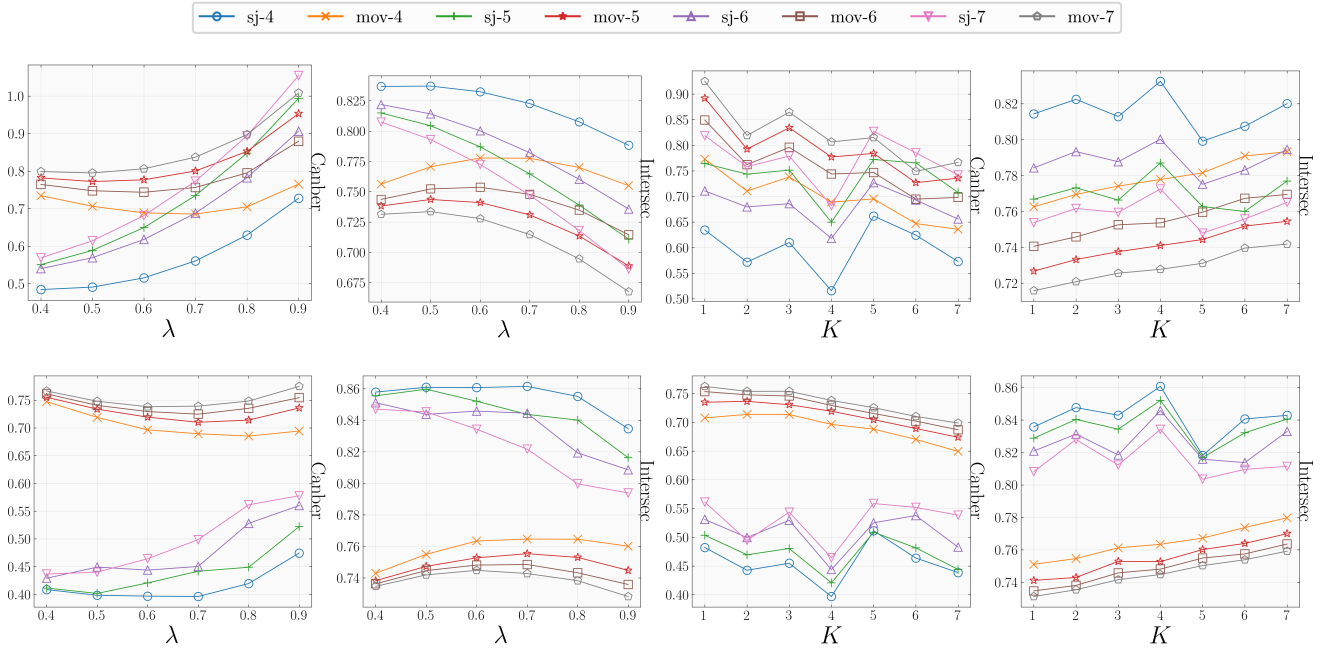 sj-4 mov-4 sj-5 mov-5 sj-6 mov-6 sj-7 mov-7
1.0
0.9
0.8
0.7
0.6
0.5
0.4 0.5 0.6 0.7 0.8 0.9
λ
Canber
0.825
0.800
0.775
0.750
0.725
0.700
0.675
0.4 0.5 0.6 0.7 0.8 0.9
λ
Intersec
0.90
0.85
0.80
0.75
0.70
0.65
0.60
0.55
0.50
1 2 3 4 5 6 7
K
Canber
0.82
0.80
0.78
0.76
0.74
0.72
1 2 3 4 5 6 7
K
Intersec
0.75
0.70
0.65
0.60
0.55
0.50
0.45
0.40
0.4 0.5 0.6 0.7 0.8 0.9
λ
Canber
0.86
0.84
0.82
0.80
0.78
0.76
0.74
0.4 0.5 0.6 0.7 0.8 0.9
λ
Intersec
0.75
0.70
0.65
0.60
0.55
0.50
0.45
0.40
1 2 3 4 5 6 7
K
Canber
0.86
0.84
0.82
0.80
0.78
0.76
0.74
1 2 3 4 5 6 7
K
Intersec